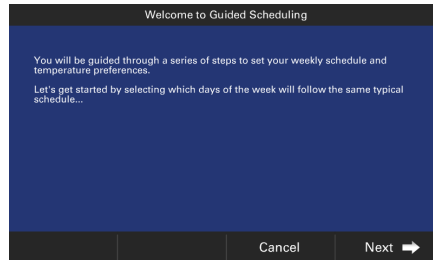 Welcome to Guided Scheduling
You will be guided through a series of steps to set your weekly schedule and
temperature preferences.
Let's get started by selecting which days of the week will follow the same typical
schedule...
Cancel
Next